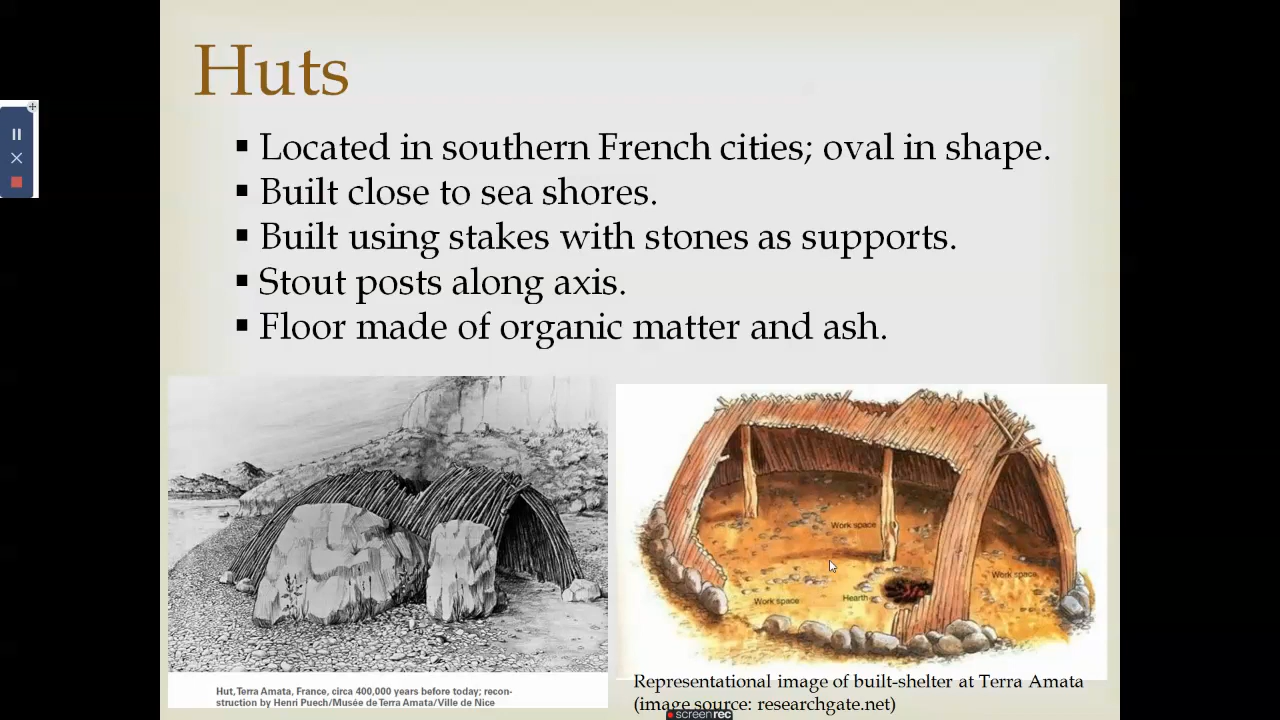 Huts
▪ Located in southern French cities; oval in shape.
▪ Built close to sea shores.
▪ Built using stakes with stones as supports.
▪ Stout posts along axis.
▪ Floor made of organic matter and ash.
Work space
Work space
Work space
Hearth
Hut, Terra Amata, France, circa 400,000 years before today; recon-
struction by Henri Puech/Musée de Terra Amata/Ville de Nice
Representational image of built-shelter at Terra Amata
(image source: researchgate.net)
screenrec